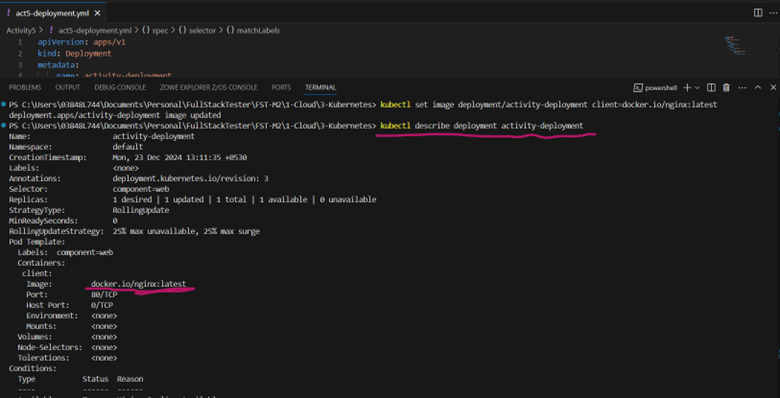 act5-deployment.yml
Activity5 > act5-deployment.yml > {} spec > {} selector > {} matchLabels
1 apiVersion: apps/v1
2 kind: Deployment
3 metadata:
4 name: activity-deployment
PROBLEMS OUTPUT DEBUG CONSOLE ZOWE EXPLORER Z/OS CONSOLE PORTS TERMINAL
powershell
PS C:\Users\03848L744\Documents\Personal\FullStackTester\FST-M2\1-Cloud\3-Kubernetes> kubectl set image deployment/activity-deployment client=docker.io/nginx:latest
deployment.apps/activity-deployment image updated
PS C:\Users\03848L744\Documents\Personal\FullStackTester\FST-M2\1-Cloud\3-Kubernetes> kubectl describe deployment activity-deployment
Name: activity-deployment
Namespace: default
CreationTimestamp: Mon, 23 Dec 2024 13:11:35 +0530
Labels: <none>
Annotations: deployment.kubernetes.io/revision: 3
Selector: component=web
Replicas: 1 desired | 1 updated | 1 total | 1 available | 0 unavailable
StrategyType: RollingUpdate
MinReadySeconds: 0
RollingUpdateStrategy: 25% max unavailable, 25% max surge
Pod Template:
Labels: component=web
Containers:
client:
Image: docker.io/nginx:latest
Port: 80/TCP
Host Port: 0/TCP
Environment: <none>
Mounts: <none>
Volumes: <none>
Node-Selectors: <none>
Tolerations: <none>
Conditions:
Type Status Reason
---- ------ ------